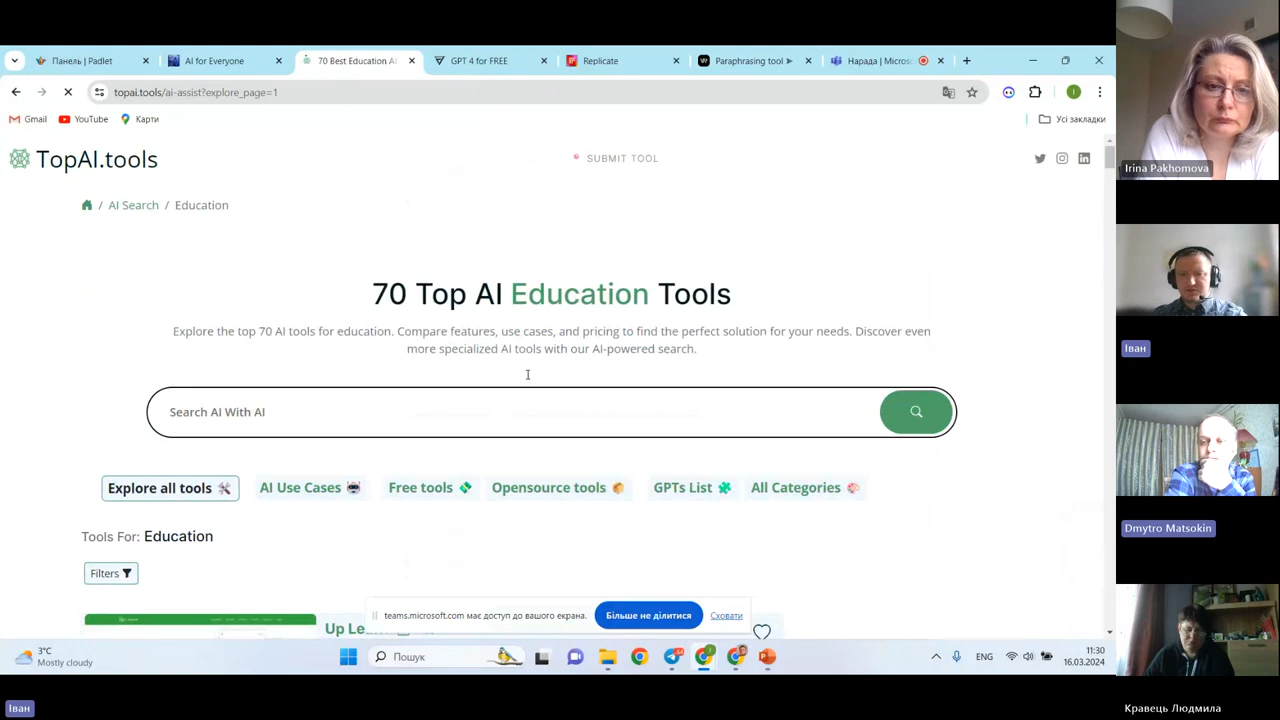 Панель | Padlet
AI for Everyone
70 Best Education AI
GPT 4 for FREE
Replicate
Paraphrasing tool
Нарада | Micros
topai.tools/ai-assist?explore_page=1
Gmail
YouTube
Карти
Усі закладки
TopAI.tools
SUBMIT TOOL
/ AI Search / Education
70 Top AI Education Tools
Explore the top 70 AI tools for education. Compare features, use cases, and pricing to find the perfect solution for your needs. Discover even
more specialized AI tools with our AI-powered search.
Search AI With AI
Explore all tools
AI Use Cases
Free tools
Opensource tools
GPTs List
All Categories
Tools For: Education
Filters
teams.microsoft.com має доступ до вашого екрана.
Більше не ділитися
Сховати
3°C
Mostly cloudy
Пошук
ENG
11:30
16.03.2024
Irina Pakhomova
Іван
Dmytro Matsokin
Кравець Людмила
Іван